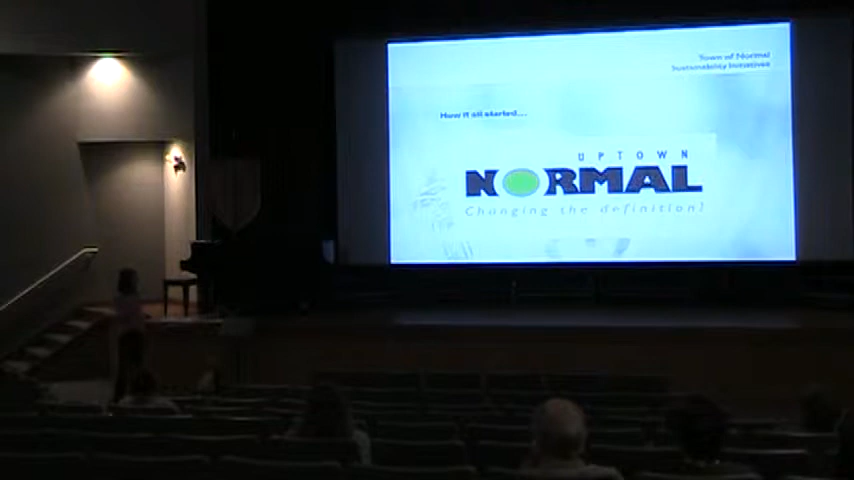 Town of Normal
Sustainability Initiatives
How it all started...
UPTOWN
NORMAL
Changing the definition!